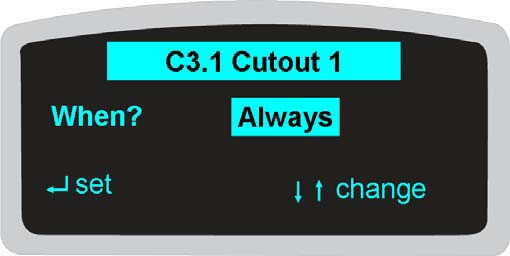 C3.1 Cutout 1
When? Always
↵ set ↓ ↑ change